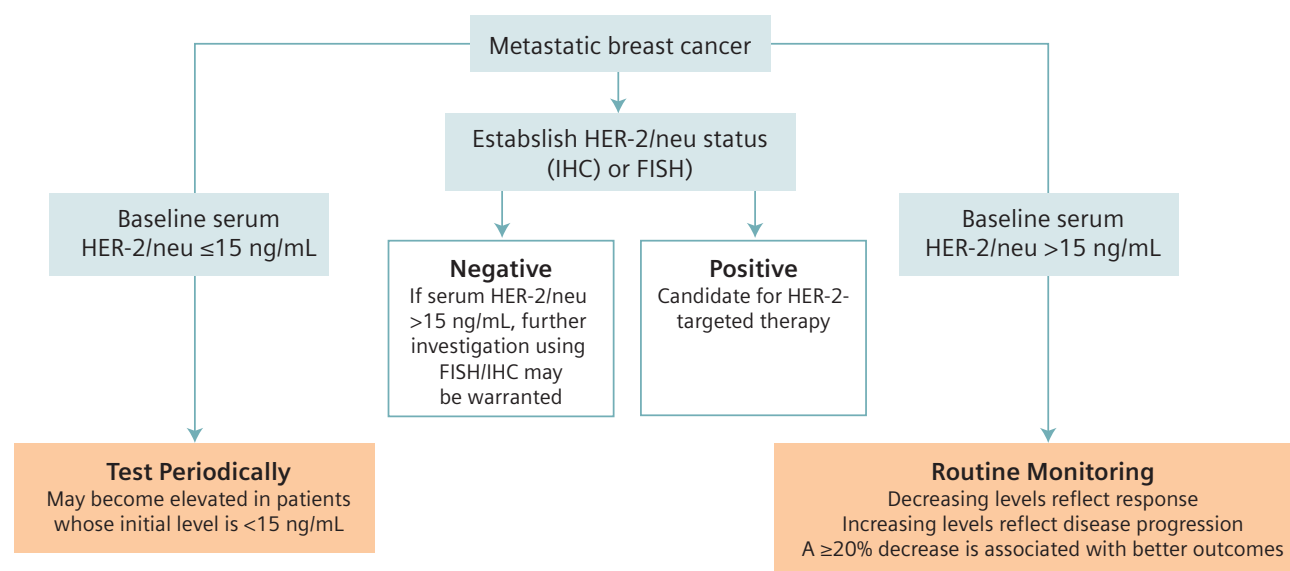 Metastatic breast cancer
Estabslish HER-2/neu status
(IHC) or FISH)
Baseline serum
HER-2/neu ≤15 ng/mL
Baseline serum
HER-2/neu >15 ng/mL
Negative
If serum HER-2/neu
>15 ng/mL, further
investigation using
FISH/IHC may
be warranted
Positive
Candidate for HER-2-
targeted therapy
Test Periodically
May become elevated in patients
whose initial level is <15 ng/mL
Routine Monitoring
Decreasing levels reflect response
Increasing levels reflect disease progression
A ≥20% decrease is associated with better outcomes